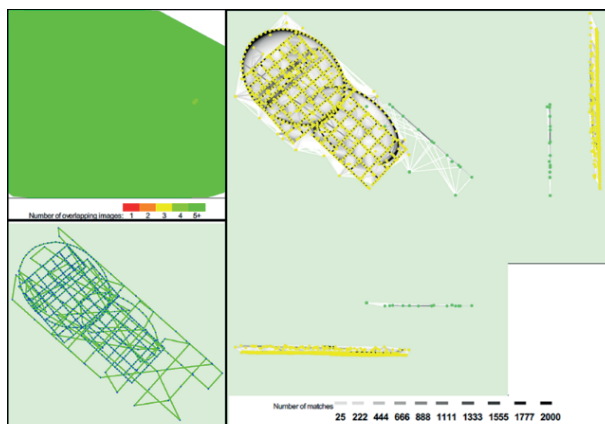 Number of overlapping images: 1 2 3 4 5+
Number of matches
25 222 444 666 888 1111 1333 1555 1777 2000